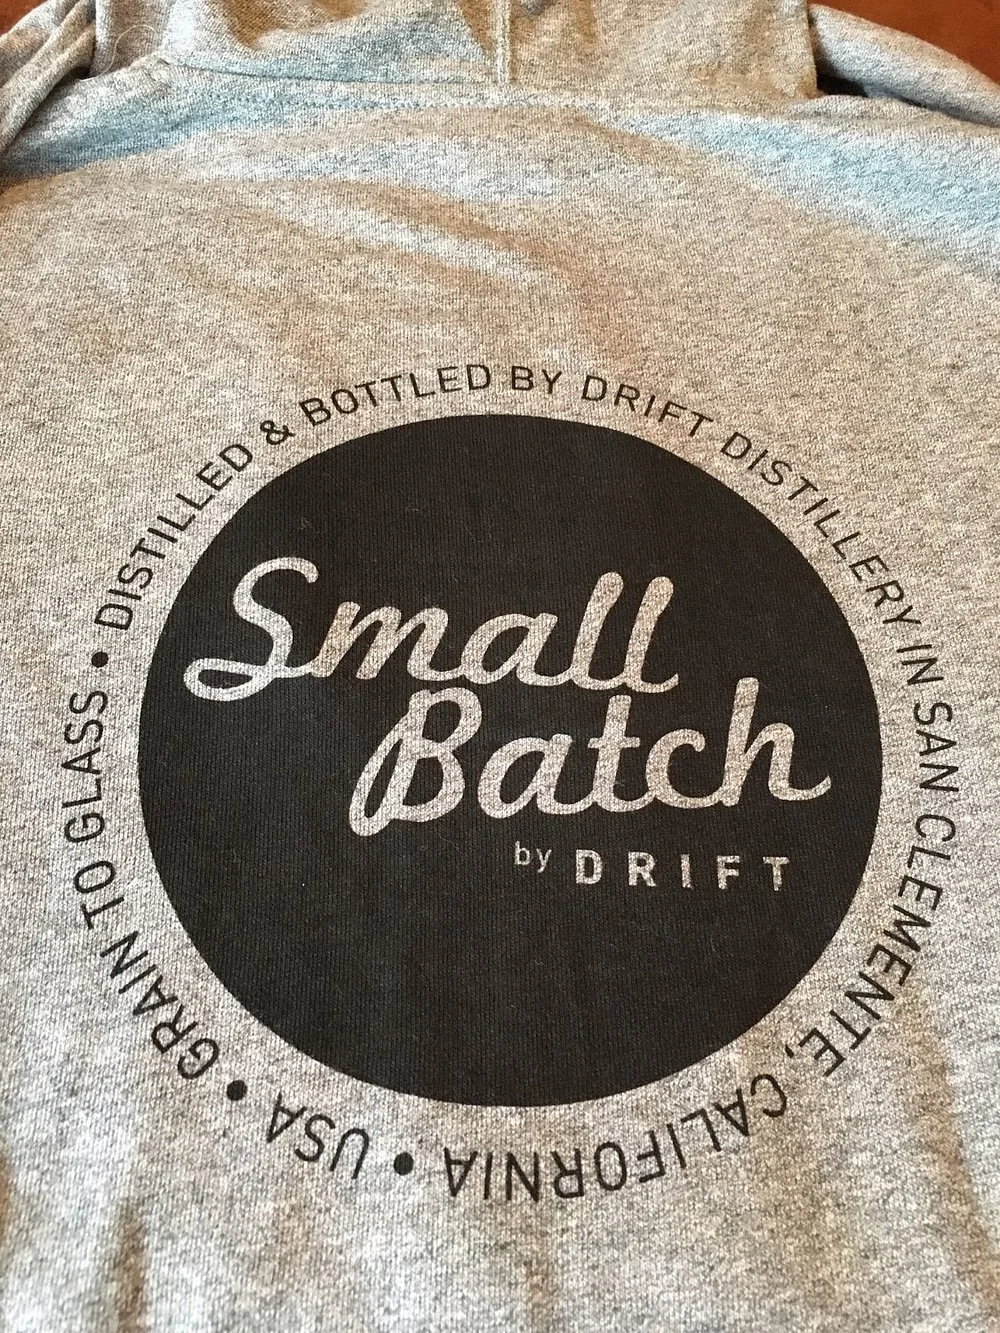 DISTILLED & BOTTLED BY DRIFT DISTILLERY IN SAN CLEMENTE, CALIFORNIA • USA • GRAIN TO GLASS •
Small
Batch
by DRIFT